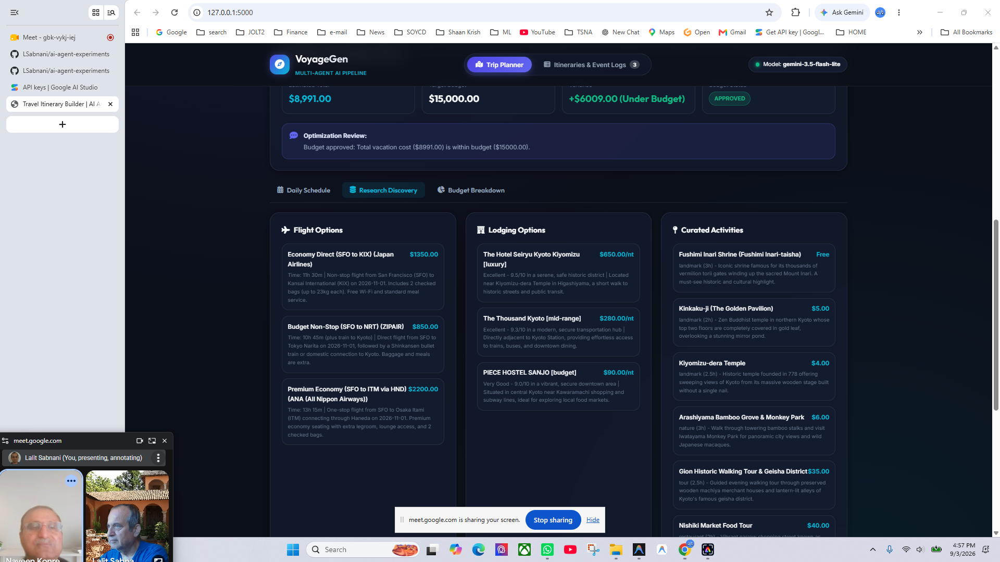 127.0.0.1:5000
Ask Gemini
Google
search
JOLT2
Finance
e-mail
News
SOYCD
Shaan Krish
ML
YouTube
TSNA
New Chat
Maps
Open
Gmail
Get API key | Googl...
HOME
All Bookmarks
Meet - gbk-vykj-iej
LSabnani/ai-agent-experiments
LSabnani/ai-agent-experiments
API keys | Google AI Studio
Travel Itinerary Builder | AI A
VoyageGen
MULTI-AGENT AI PIPELINE
Trip Planner
Itineraries & Event Logs 3
Model: gemini-3.5-flash-lite
$8,991.00
$15,000.00
+$6009.00 (Under Budget)
APPROVED
Optimization Review:
Budget approved: Total vacation cost ($8991.00) is within budget ($15000.00).
Daily Schedule
Research Discovery
Budget Breakdown
Flight Options
Economy Direct (SFO to KIX) (Japan Airlines) $1350.00
Time: 11h 30m | Non-stop flight from San Francisco (SFO) to
Kansai International (KIX) on 2026-11-01. Includes 2 checked
bags (up to 23kg each). Free Wi-Fi and standard meal
service.
Budget Non-Stop (SFO to NRT) (ZIPAIR) $850.00
Time: 10h 45m (plus train to Kyoto) | Direct flight from SFO to
Tokyo Narita on 2026-11-01, followed by a Shinkansen bullet
train or domestic connection to Kyoto. Baggage and meals
are extra.
Premium Economy (SFO to ITM via HND) $2200.00
(ANA (All Nippon Airways))
Time: 13h 15m | One-stop flight from SFO to Osaka Itami
(ITM) connecting through Haneda on 2026-11-01. Premium
economy seating with extra legroom, lounge access, and 2
checked bags.
Lodging Options
The Hotel Seiryu Kyoto Kiyomizu $650.00/nt
[luxury]
Excellent - 9.5/10 in a serene, safe historic district | Located
near Kiyomizu-dera Temple in Higashiyama, a short walk to
historic streets and public transit.
The Thousand Kyoto [mid-range] $280.00/nt
Excellent - 9.3/10 in a modern, secure transportation hub |
Directly adjacent to Kyoto Station, providing effortless access
to trains, buses, and downtown dining.
PIECE HOSTEL SANJO [budget] $90.00/nt
Very Good - 9.0/10 in a vibrant, secure downtown area |
Situated in central Kyoto near Kawaramachi shopping and
subway lines, ideal for exploring local food markets.
Curated Activities
Fushimi Inari Shrine (Fushimi Inari-taisha) Free
landmark (3h) - Iconic shrine famous for its thousands of
vermilion torii gates winding up the sacred Mount Inari. A
must-see historic and cultural highlight.
Kinkaku-ji (The Golden Pavilion) $5.00
landmark (2h) - Zen Buddhist temple in northern Kyoto whose
top two floors are completely covered in gold leaf,
overlooking a stunning mirror pond.
Kiyomizu-dera Temple $4.00
landmark (2.5h) - Historic temple founded in 778 offering
sweeping views of Kyoto from its massive wooden stage built
without a single nail.
Arashiyama Bamboo Grove & Monkey Park $6.00
nature (3h) - Walk through towering bamboo stalks and visit
Iwatayama Monkey Park for panoramic city views and wild
Japanese macaques.
Gion Historic Walking Tour & Geisha District $35.00
tour (2.5h) - Guided evening walking tour through preserved
wooden machiya merchant houses and lantern-lit alleys of
Kyoto's famous geisha district.
Nishiki Market Food Tour $40.00
meet.google.com
Lalit Sabnani (You, presenting, annotating)
Naveen Konre
Lalit Sabna
meet.google.com is sharing your screen.
Stop sharing
Hide
Search
4:57 PM
9/3/2026